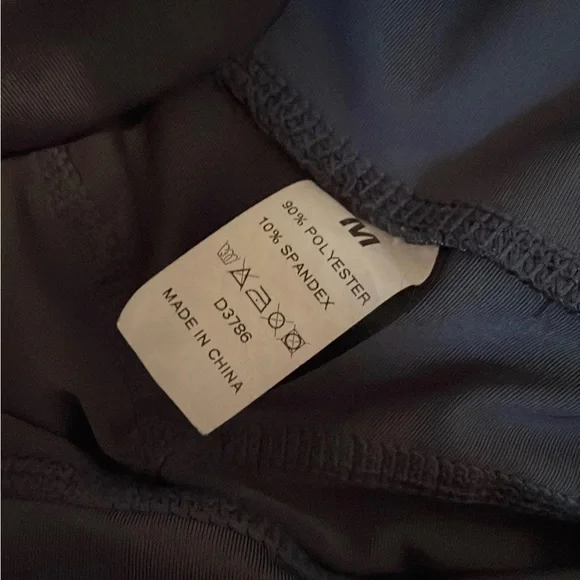 M
90% POLYESTER
10% SPANDEX
D3786
MADE IN CHINA